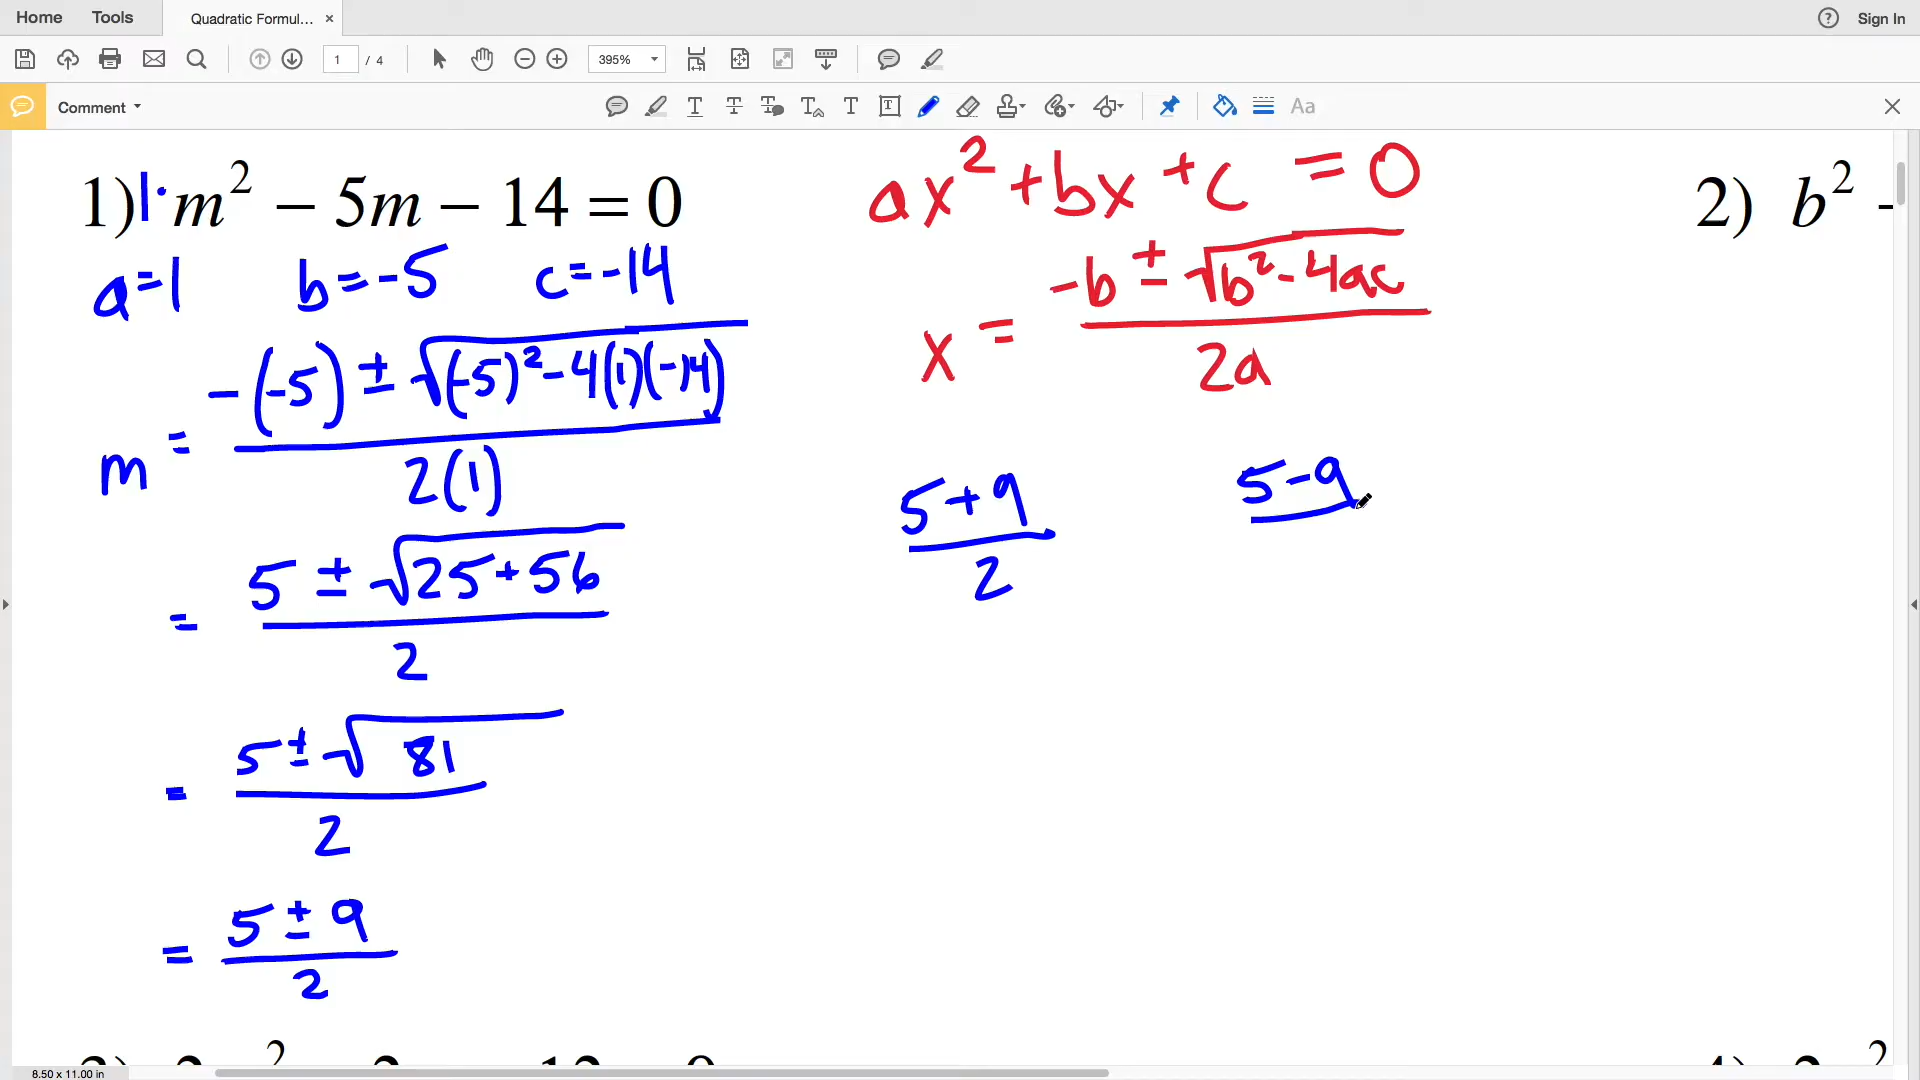 Home Tools Quadratic Formul... × ? Sign In
1 / 4 395%
Comment Aa
1) 1· m² − 5m − 14 = 0
a=1 b=-5 c=-14
m = (-(-5) ± √((-5)²-4(1)(-14))) / 2(1)
= (5 ± √(25+56)) / 2
= (5 ± √81) / 2
= (5 ± 9) / 2
ax² + bx + c = 0
x = (-b ± √(b²-4ac)) / 2a
(5+9) / 2
5-9
2) b² -
8.50 x 11.00 in